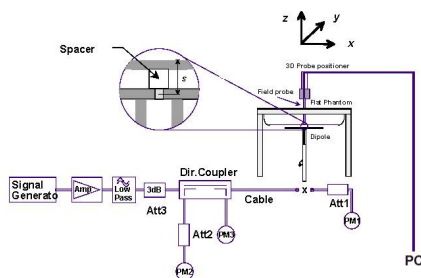 z
y
x
Spacer
s
3D Probe positioner
Field probe
Flat Phantom
Dipole
Dir.Coupler
Signal
Generato
Amp
Low
Pass
3dB
Att3
Cable
x
Att1
Att2
PM3
PM1
PM2
PC